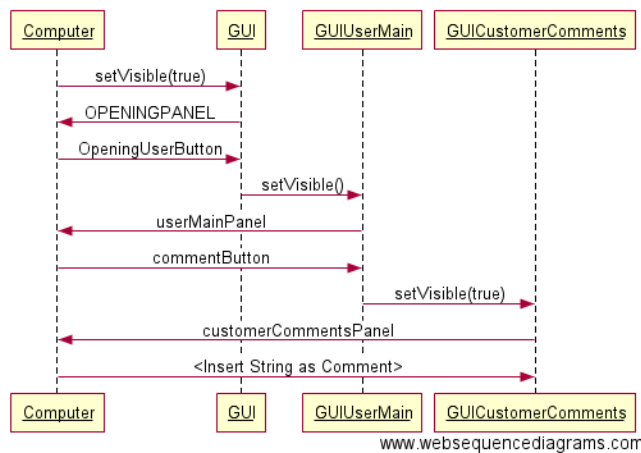 Computer GUI GUIUserMain GUICustomerComments
setVisible(true)
OPENINGPANEL
OpeningUserButton
setVisible()
userMainPanel
commentButton
setVisible(true)
customerCommentsPanel
<Insert String as Comment>
Computer GUI GUIUserMain GUICustomerComments
www.websequencediagrams.com